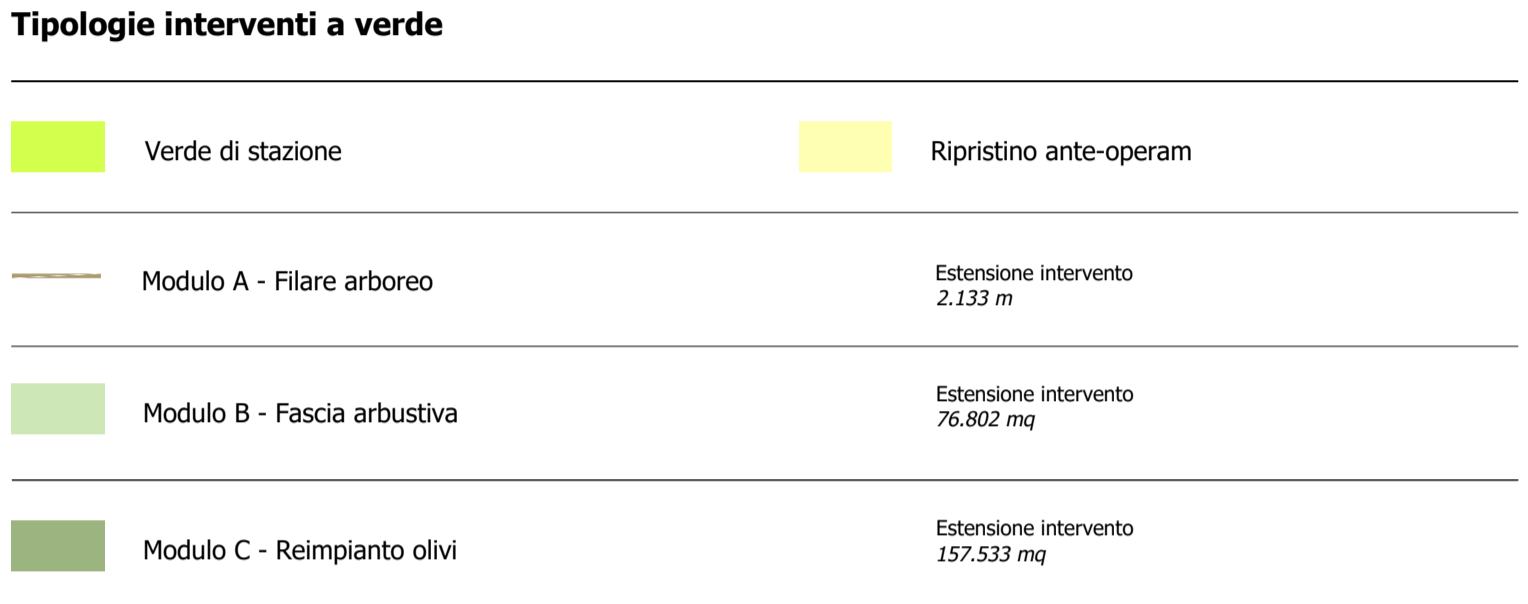 Tipologie interventi a verde
Verde di stazione
Ripristino ante-operam
Modulo A - Filare arboreo
Estensione intervento
2.133 m
Modulo B - Fascia arbustiva
Estensione intervento
76.802 mq
Modulo C - Reimpianto olivi
Estensione intervento
157.533 mq